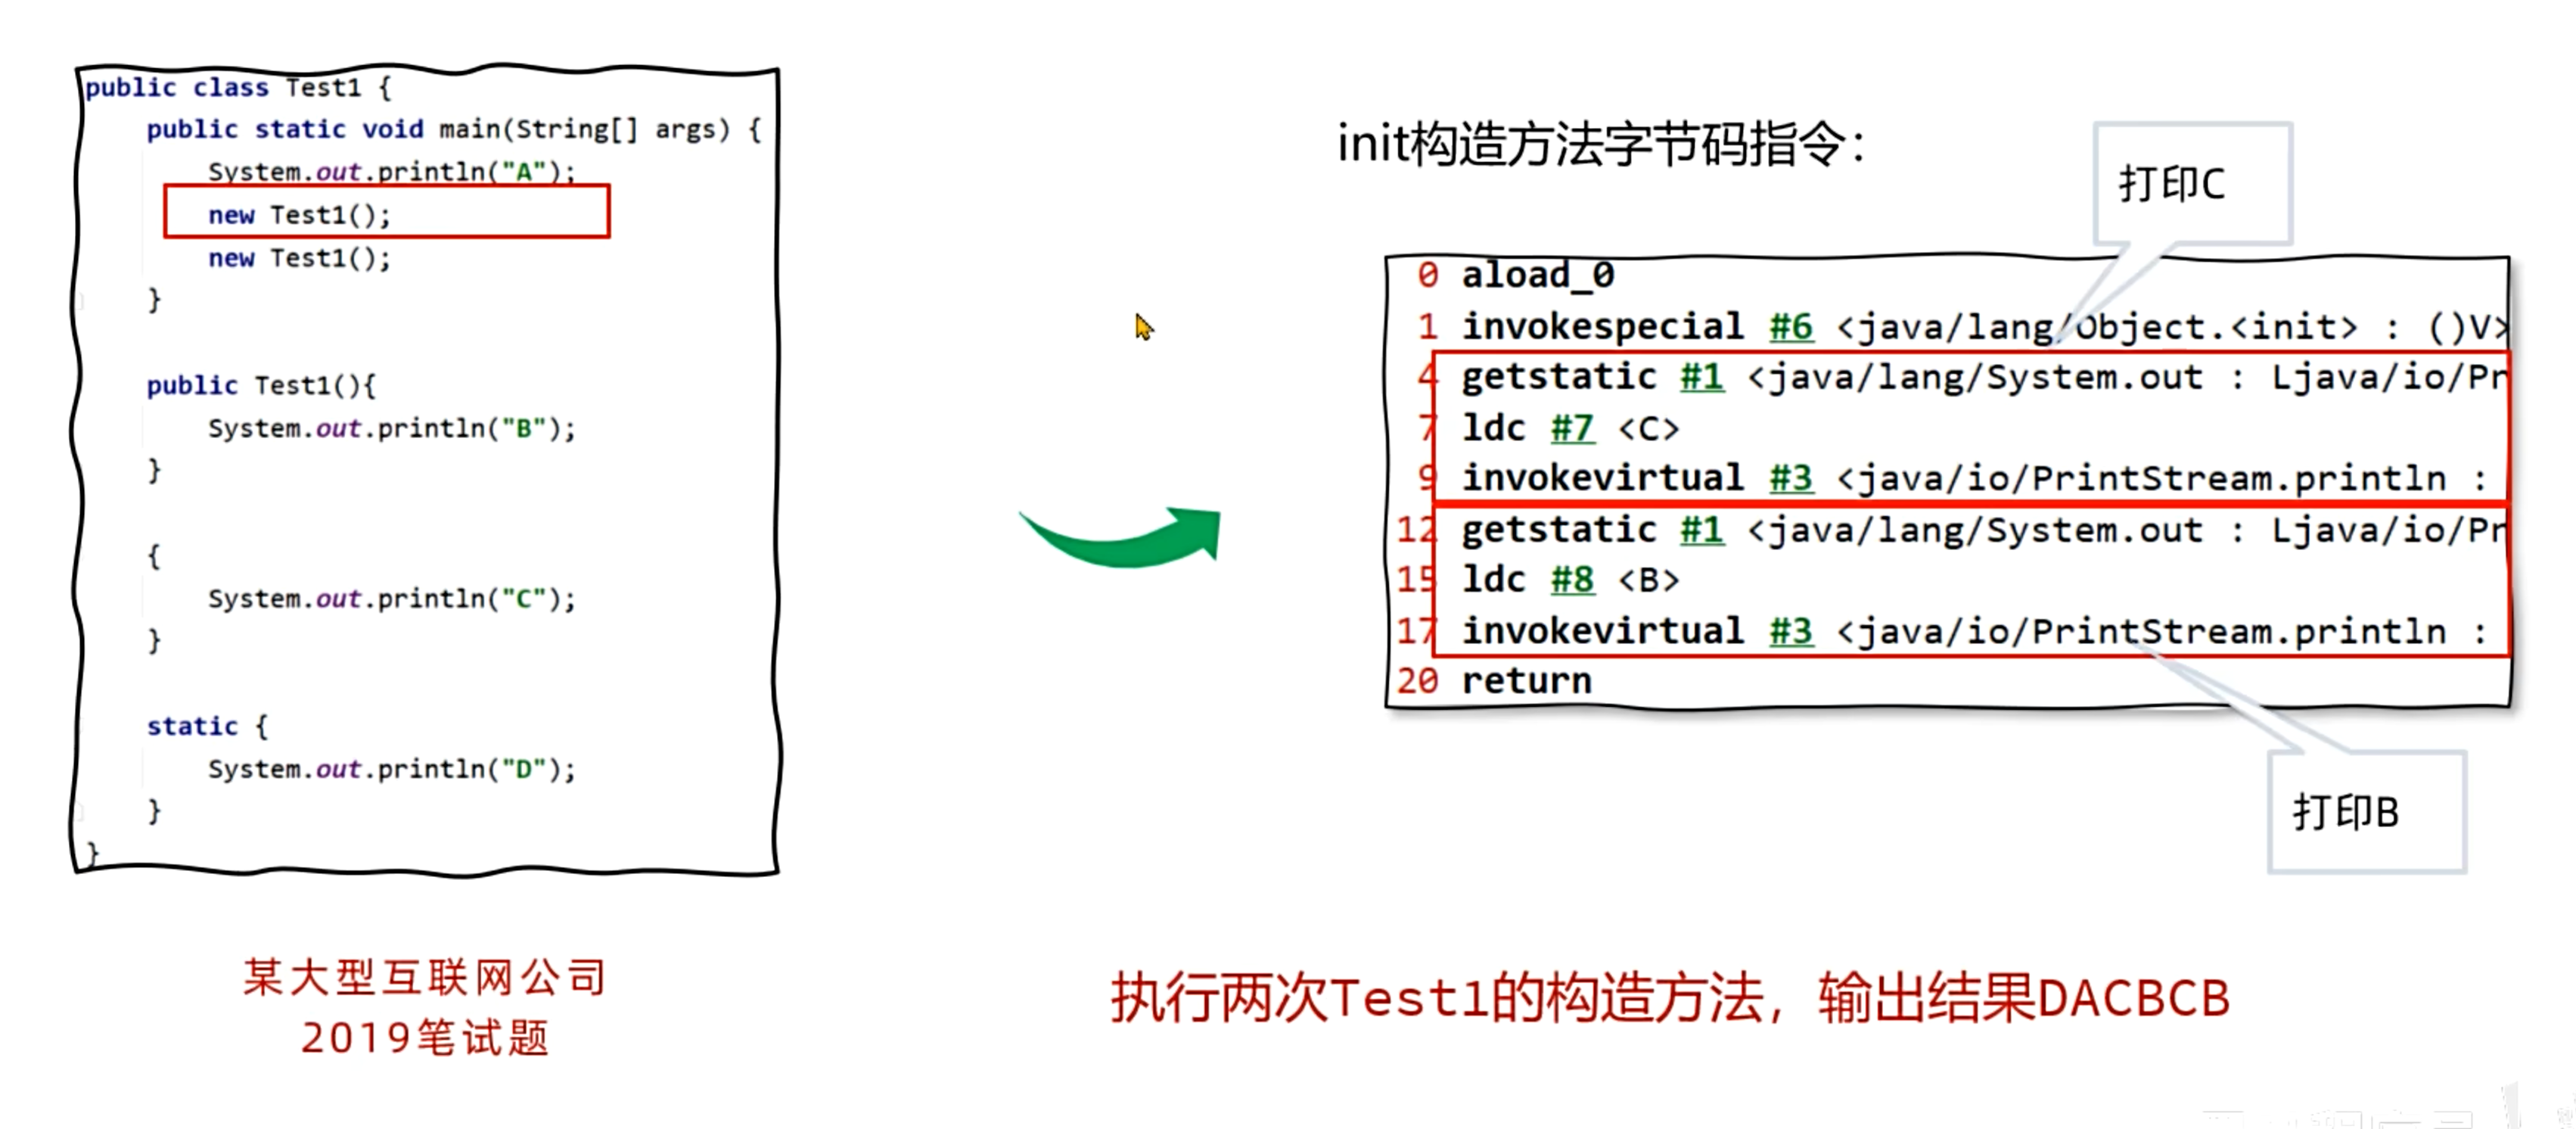 public class Test1 {
public static void main(String[] args) {
System.out.println("A");
new Test1();
new Test1();
}
public Test1(){
System.out.println("B");
}
{
System.out.println("C");
}
static {
System.out.println("D");
}
}
某大型互联网公司
2019笔试题
init构造方法字节码指令：
打印C
0 aload_0
1 invokespecial #6 <java/lang/Object.<init> : ()V>
4 getstatic #1 <java/lang/System.out : Ljava/io/Pr
7 ldc #7 <C>
9 invokevirtual #3 <java/io/PrintStream.println :
12 getstatic #1 <java/lang/System.out : Ljava/io/Pr
15 ldc #8 <B>
17 invokevirtual #3 <java/io/PrintStream.println :
20 return
打印B
执行两次Test1的构造方法，输出结果DACBCB